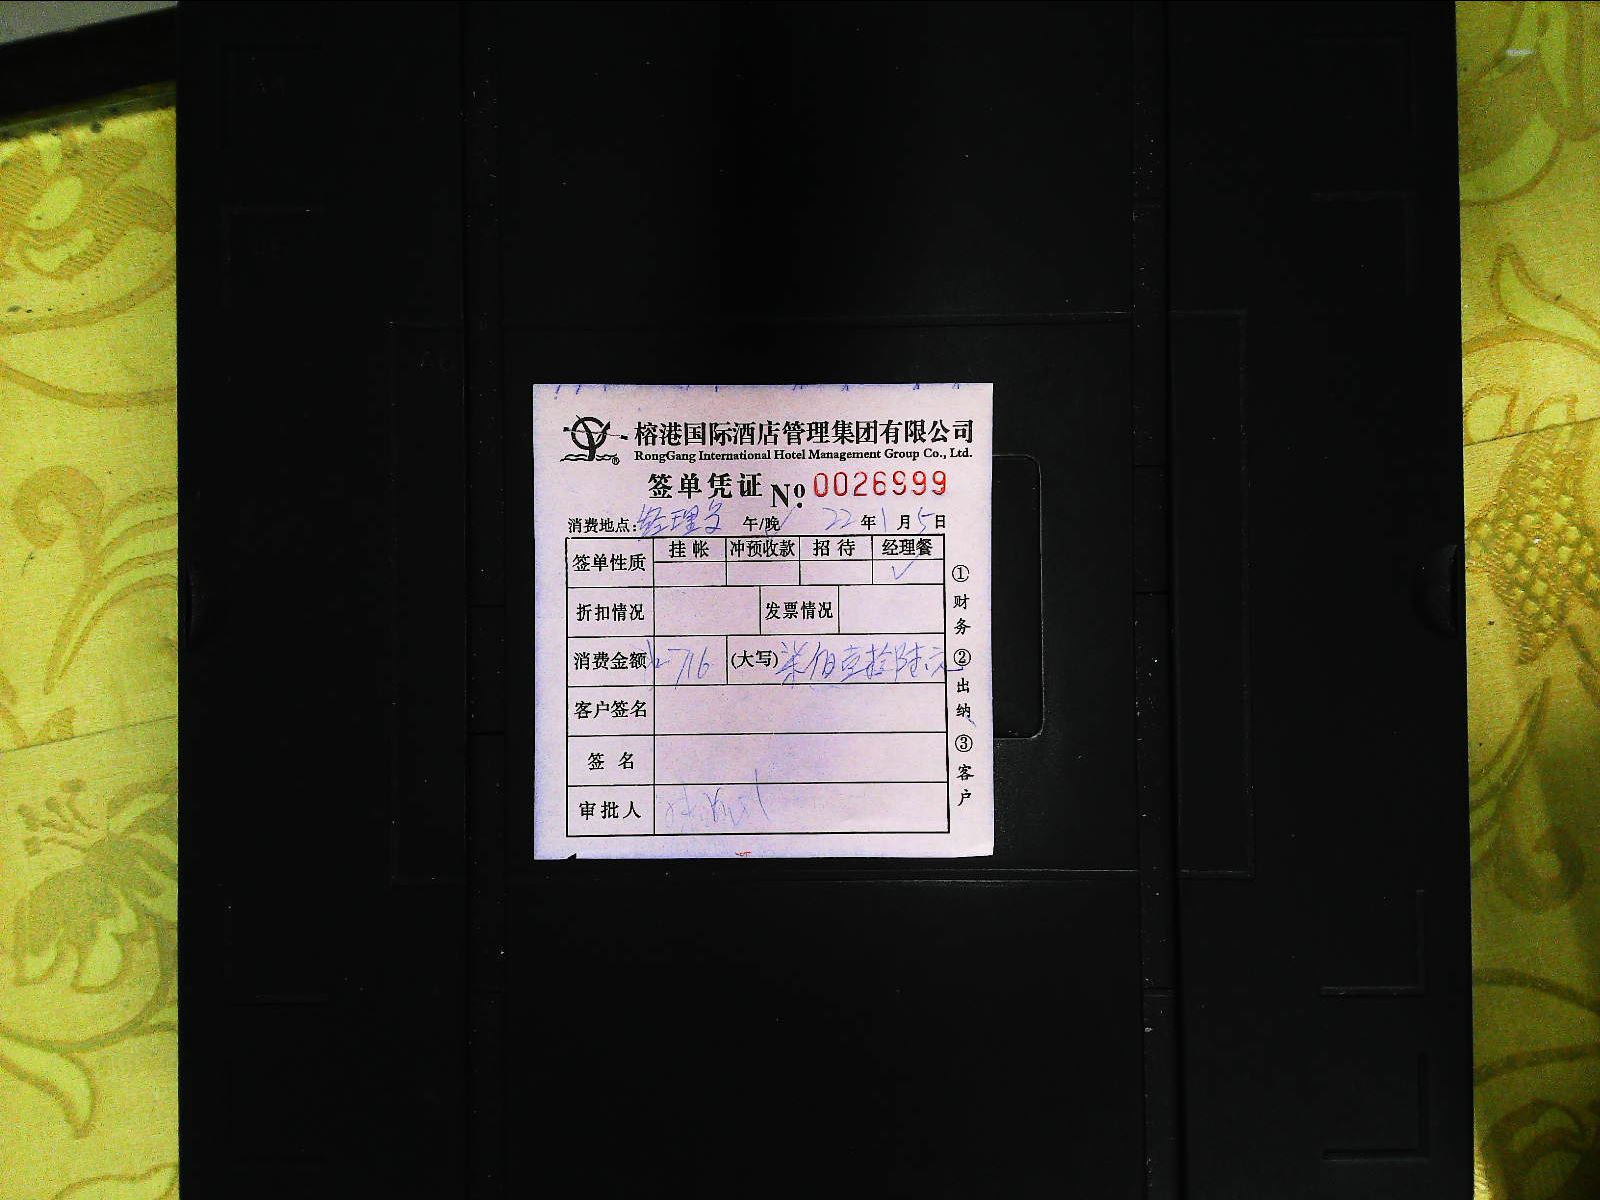 榕港国际酒店管理集团有限公司
RongGang International Hotel Management Group Co., Ltd.
签单凭证 No. 0026999
消费地点: 经理 午/晚 ✓ 22年1月5日
签单性质 挂帐 冲预收款 招待 经理餐
✓
折扣情况 发票情况
消费金额 716 (大写) 柒佰壹拾陆元
客户签名
签名
审批人
①财务 ②出纳 ③客户